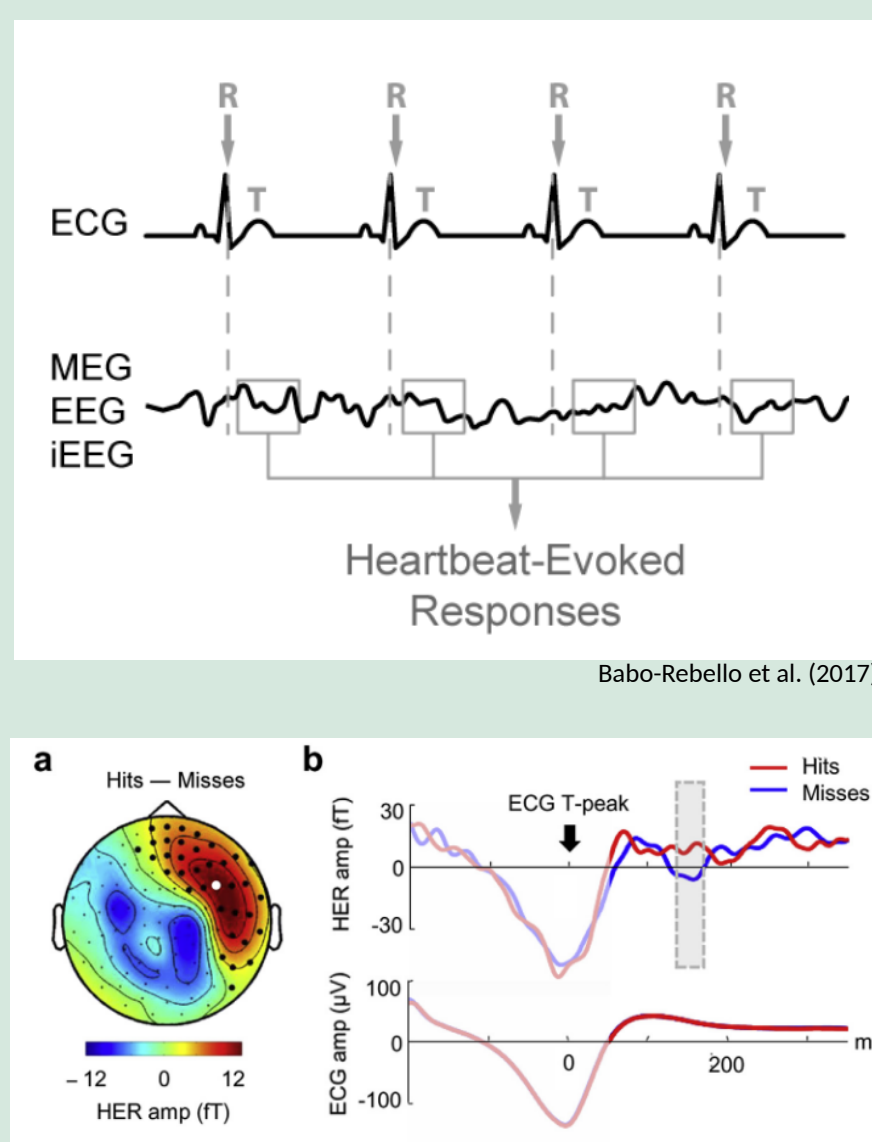 R R R R
T T T T
ECG
MEG
EEG
iEEG
Heartbeat-Evoked
Responses
Babo-Rebello et al. (2017)
a
Hits — Misses
– 12 0 12
HER amp (fT)
b
Hits
Misses
ECG T-peak
HER amp (fT)
30
0
-30
ECG amp (µV)
100
0
-100
0 200
m